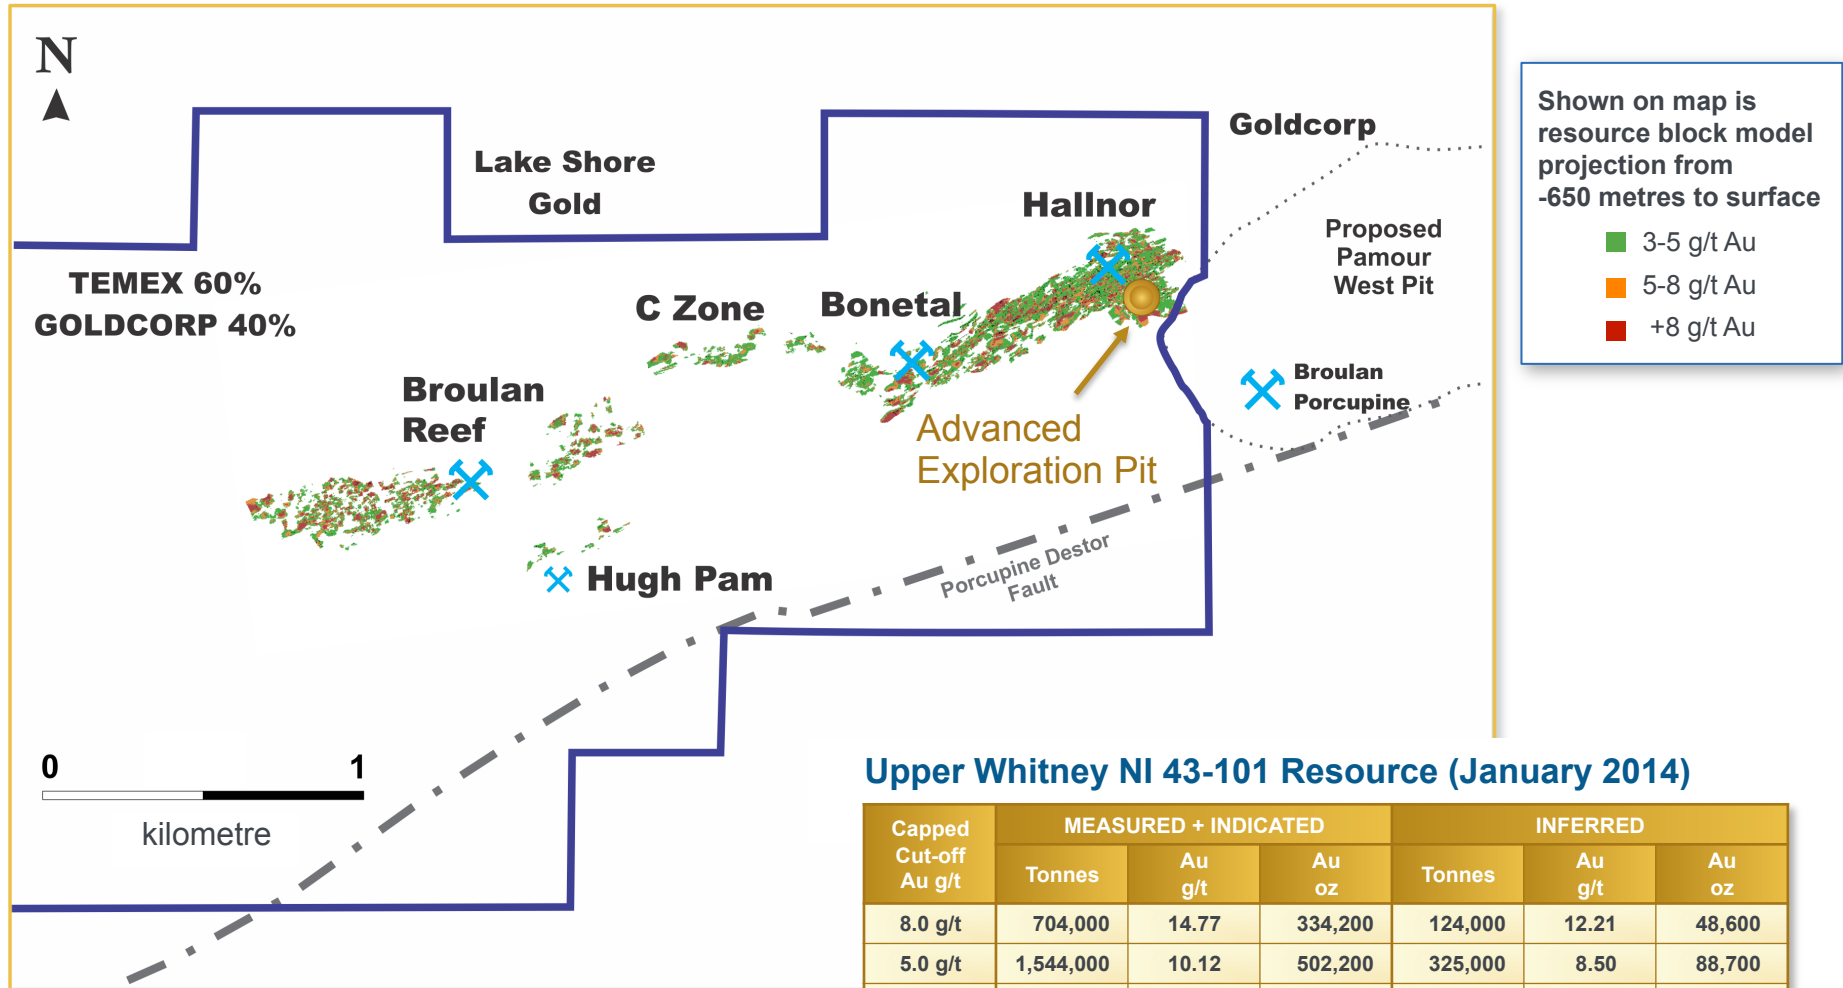 N
Lake Shore
Gold
Goldcorp
Hallnor
Proposed
Pamour
West Pit
TEMEX 60%
GOLDCORP 40%
C Zone
Bonetal
Broulan
Reef
Broulan
Porcupine
Advanced
Exploration Pit
Hugh Pam
Porcupine Destor
Fault
0 1
kilometre
Shown on map is
resource block model
projection from
-650 metres to surface
3-5 g/t Au
5-8 g/t Au
+8 g/t Au
Upper Whitney NI 43-101 Resource (January 2014)
Capped
Cut-off
Au g/t
MEASURED + INDICATED
INFERRED
Tonnes
Au
g/t
Au
oz
Tonnes
Au
g/t
Au
oz
8.0 g/t 704,000 14.77 334,200 124,000 12.21 48,600
5.0 g/t 1,544,000 10.12 502,200 325,000 8.50 88,700